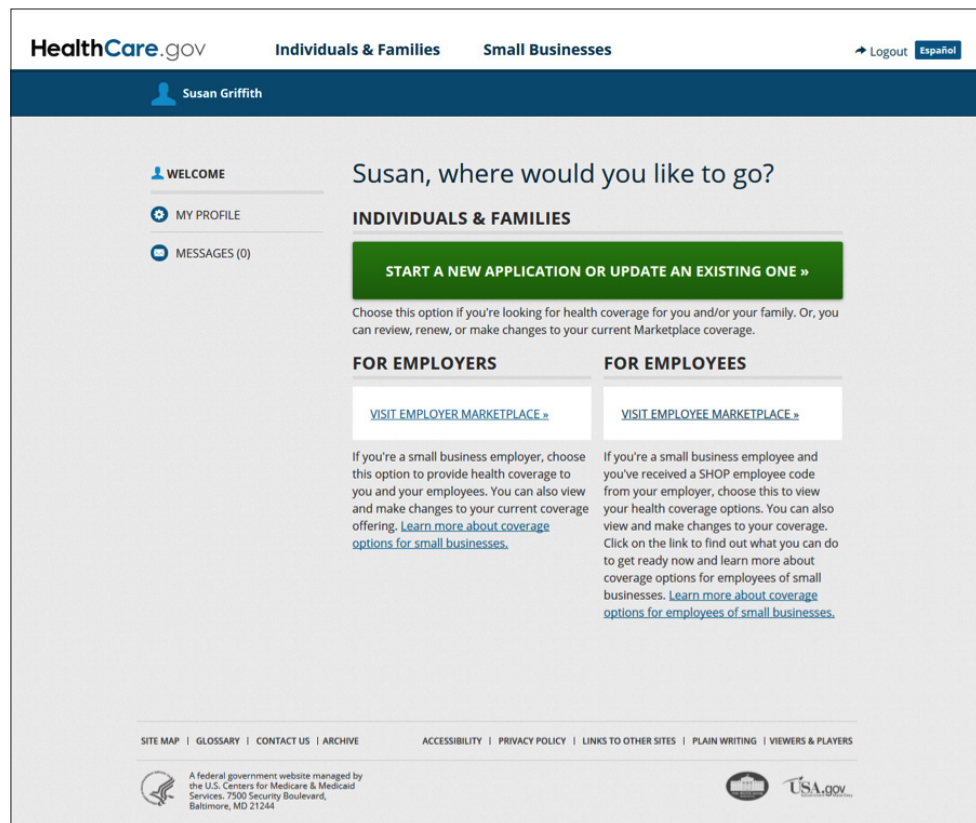 HealthCare.gov
Individuals & Families
Small Businesses
Logout
Español
Susan Griffith
WELCOME
MY PROFILE
MESSAGES (0)
Susan, where would you like to go?
INDIVIDUALS & FAMILIES
START A NEW APPLICATION OR UPDATE AN EXISTING ONE »
Choose this option if you're looking for health coverage for you and/or your family. Or, you
can review, renew, or make changes to your current Marketplace coverage.
FOR EMPLOYERS
VISIT EMPLOYER MARKETPLACE »
If you're a small business employer, choose
this option to provide health coverage to
you and your employees. You can also view
and make changes to your current coverage
offering. Learn more about coverage
options for small businesses.
FOR EMPLOYEES
VISIT EMPLOYEE MARKETPLACE »
If you're a small business employee and
you've received a SHOP employee code
from your employer, choose this to view
your health coverage options. You can also
view and make changes to your coverage.
Click on the link to find out what you can do
to get ready now and learn more about
coverage options for employees of small
businesses. Learn more about coverage
options for employees of small businesses.
SITE MAP | GLOSSARY | CONTACT US | ARCHIVE
ACCESSIBILITY | PRIVACY POLICY | LINKS TO OTHER SITES | PLAIN WRITING | VIEWERS & PLAYERS
A federal government website managed by
the U.S. Centers for Medicare & Medicaid
Services. 7500 Security Boulevard,
Baltimore, MD 21244
USA.gov